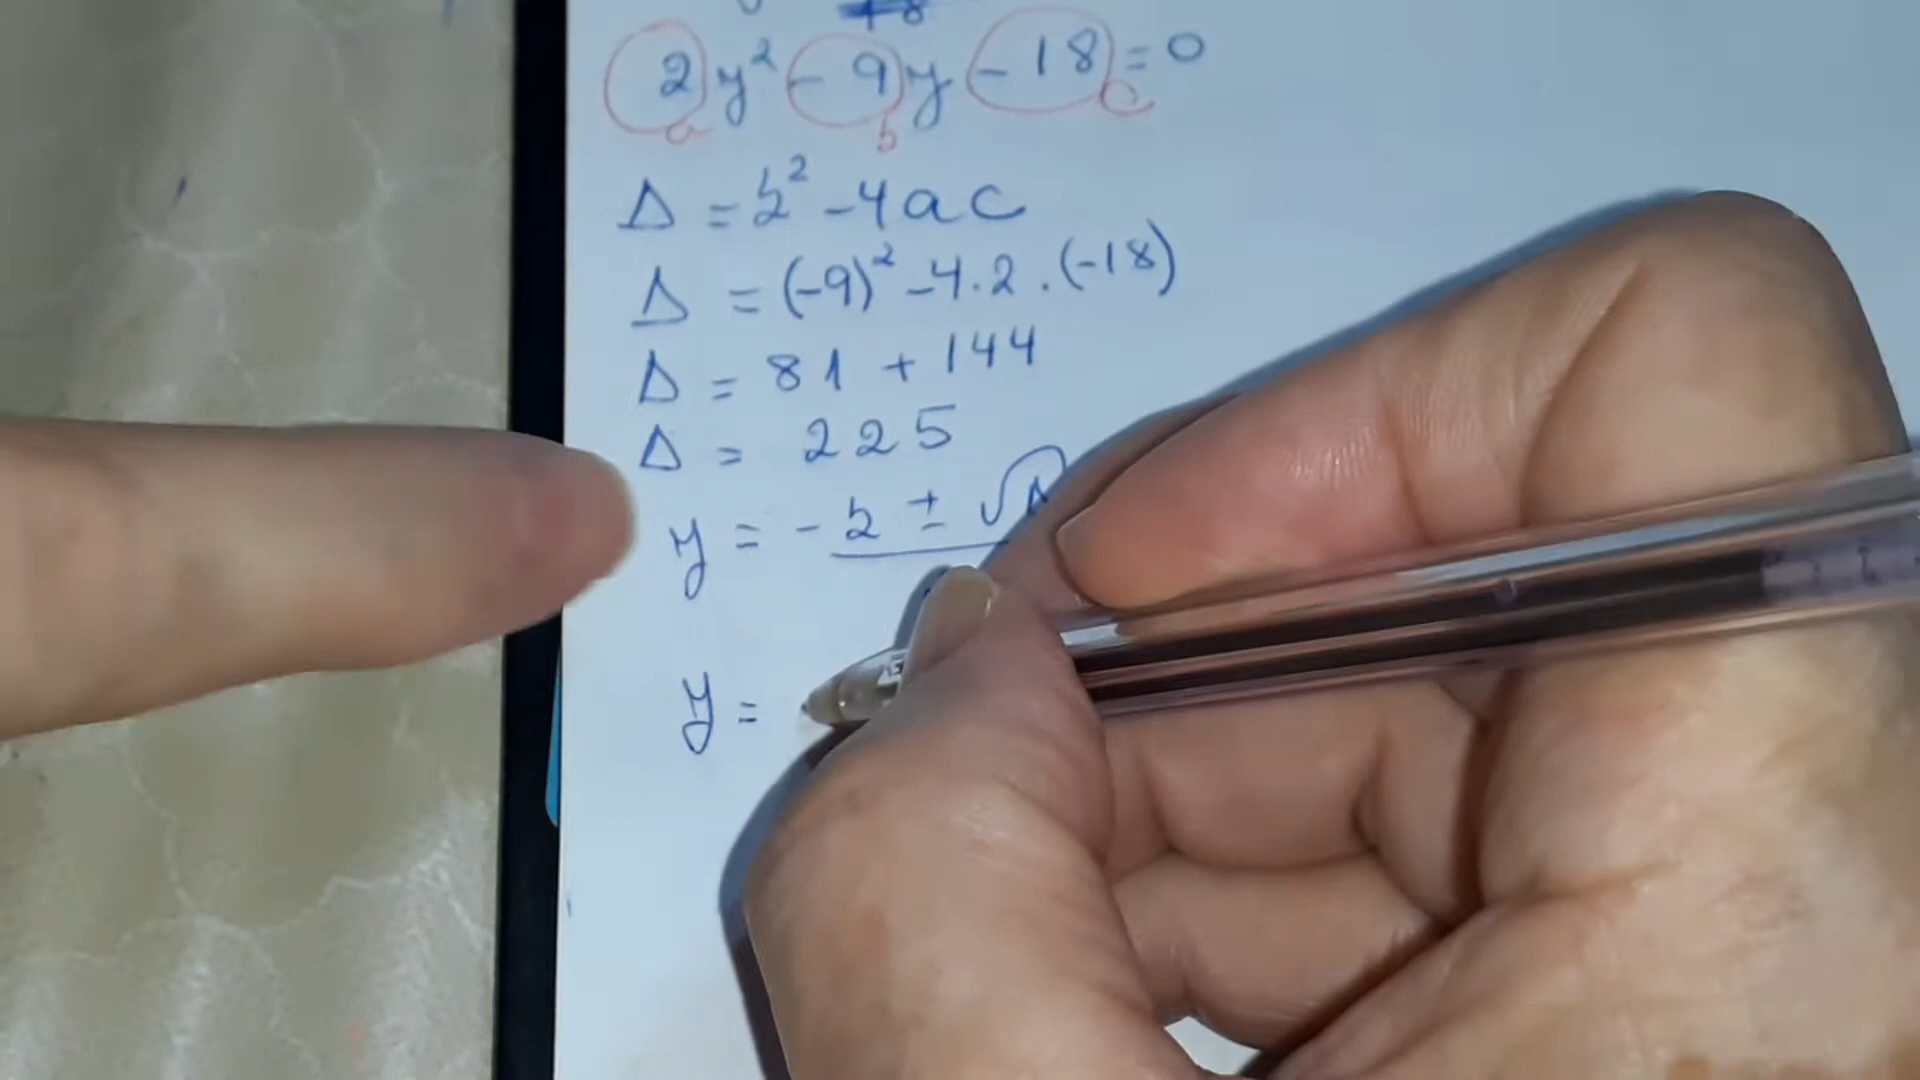 2y² - 9y - 18 = 0
a b c
Δ = b² - 4ac
Δ = (-9)² - 4.2.(-18)
Δ = 81 + 144
Δ = 225
y = -b ± √Δ
y =